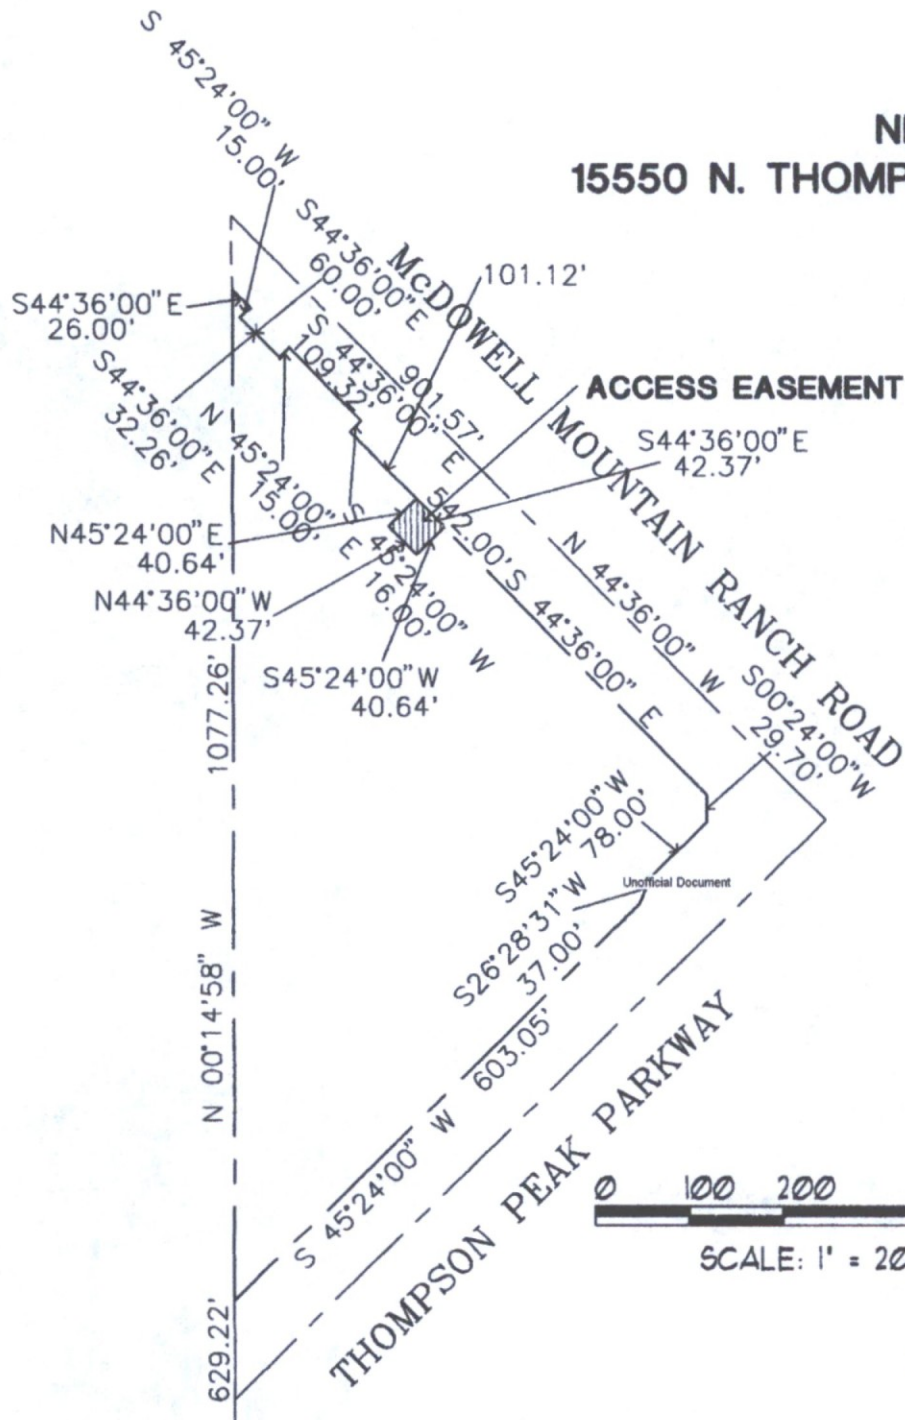 S 45°24'00" W
15.00'
NE
15550 N. THOMP
S44°36'00"E
60.00'
McDOWELL MOUNTAIN RANCH ROAD
101.12'
S44°36'00"E
26.00'
S 44°36'00" E
109.32'
901.57'
N 44°36'00" W
ACCESS EASEMENT
S44°36'00"E
42.37'
S44°36'00"E
32.26'
N 45°24'00" E
15.00'
S 45°24'00" W
16.00'
542.00' S 44°36'00" E
N45°24'00"E
40.64'
N44°36'00"W
42.37'
S45°24'00"W
40.64'
1077.26'
S00°24'00"W
29.70'
S45°24'00"W
78.00'
Unofficial Document
S26°28'31"W
37.00'
N 00°14'58" W
S 45°24'00" W 603.05'
THOMPSON PEAK PARKWAY
0 100 200
SCALE: 1" = 20
629.22'